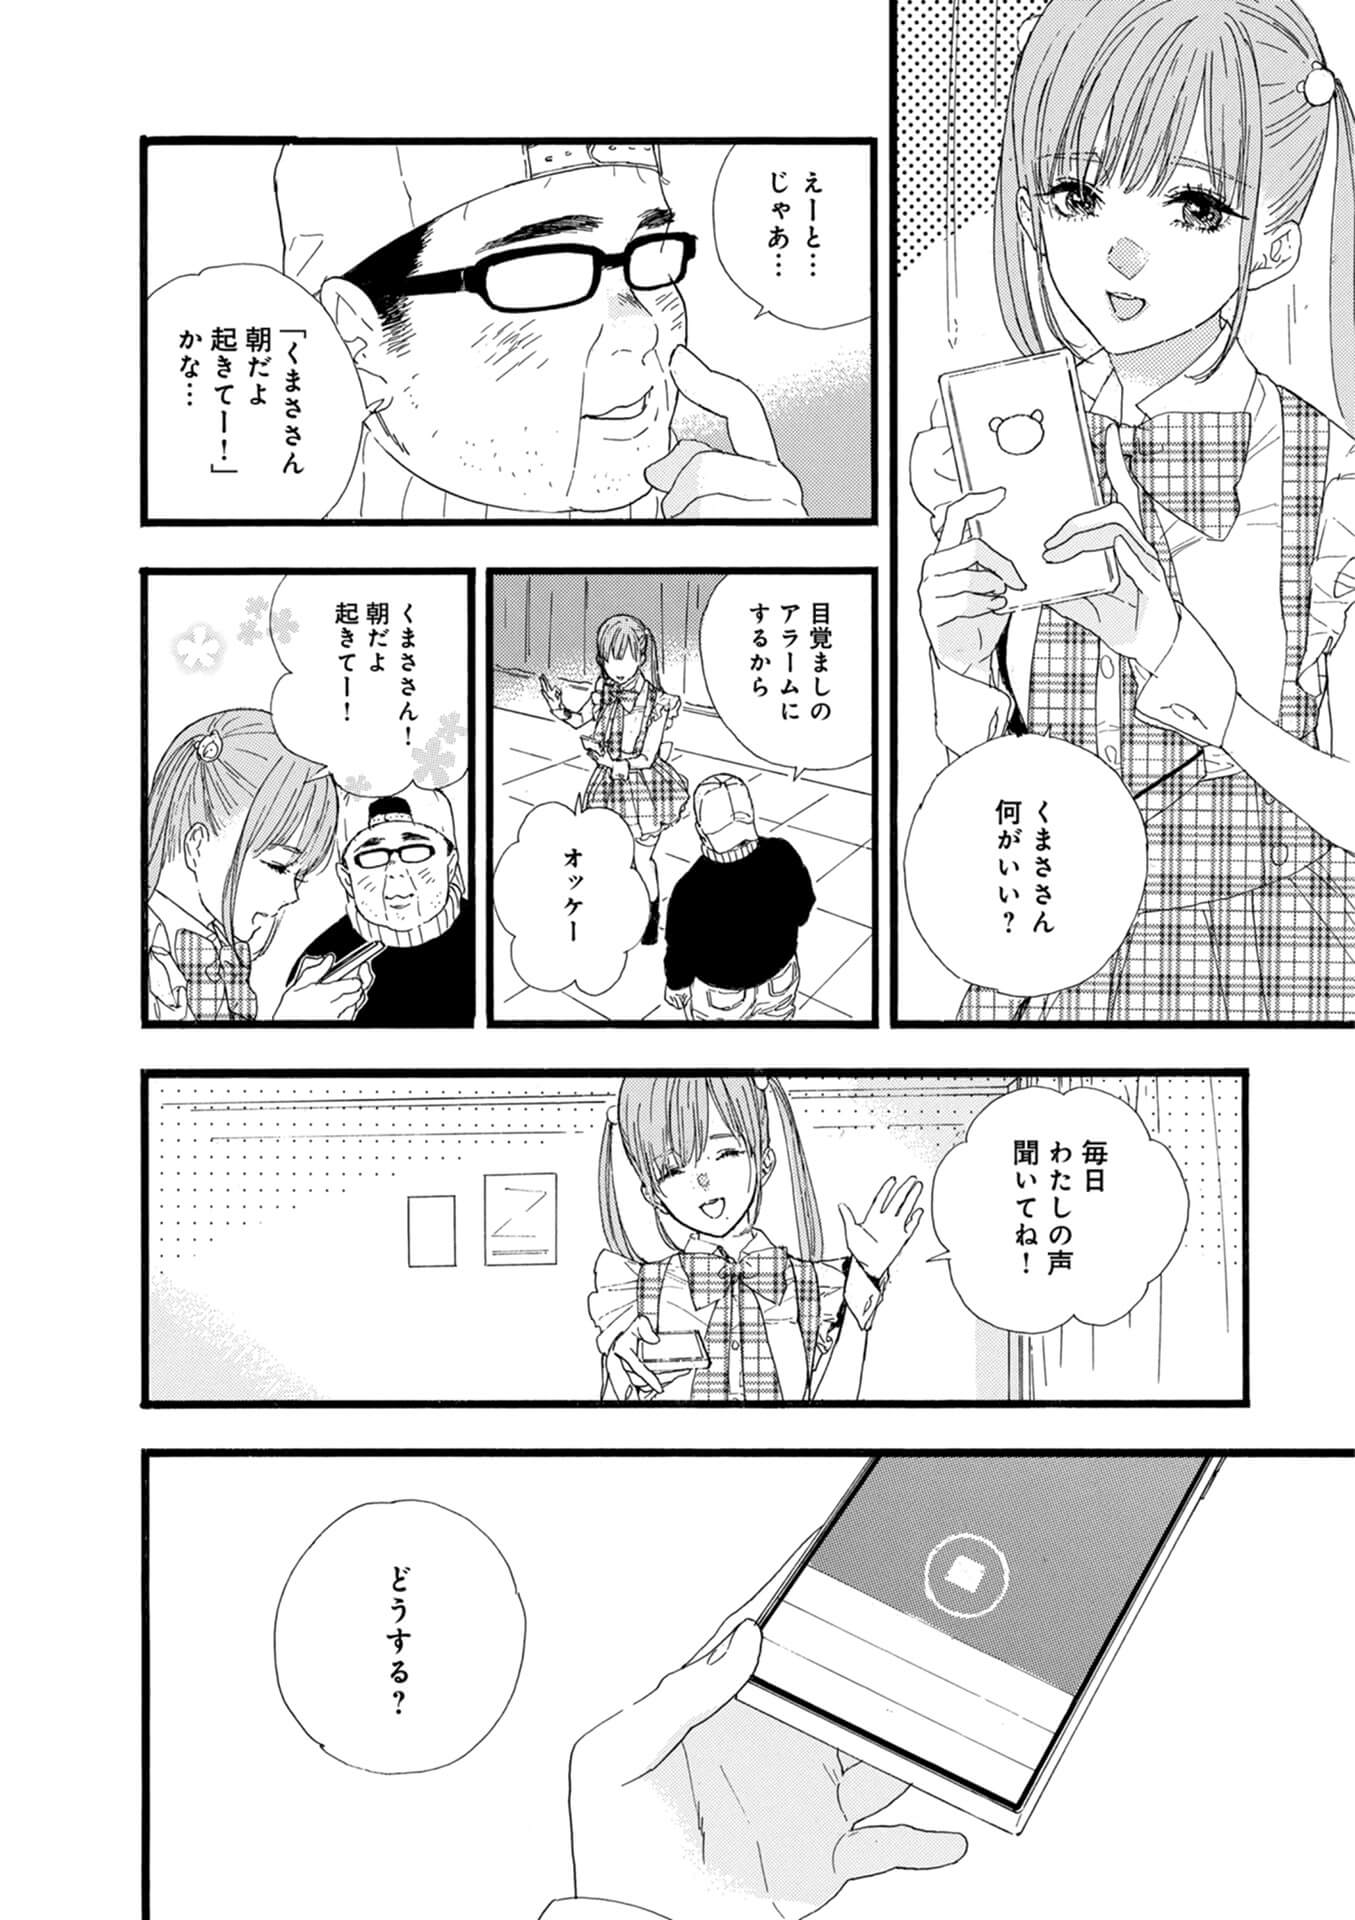 くまささん
何がいい?
えーと…
じゃあ…
「くまささん
朝だよ
起きてー!」
かな…
目覚ましの
アラームに
するから
オッケー
くまささん!
朝だよ
起きてー!
毎日
わたしの声
聞いてね!
どうする?